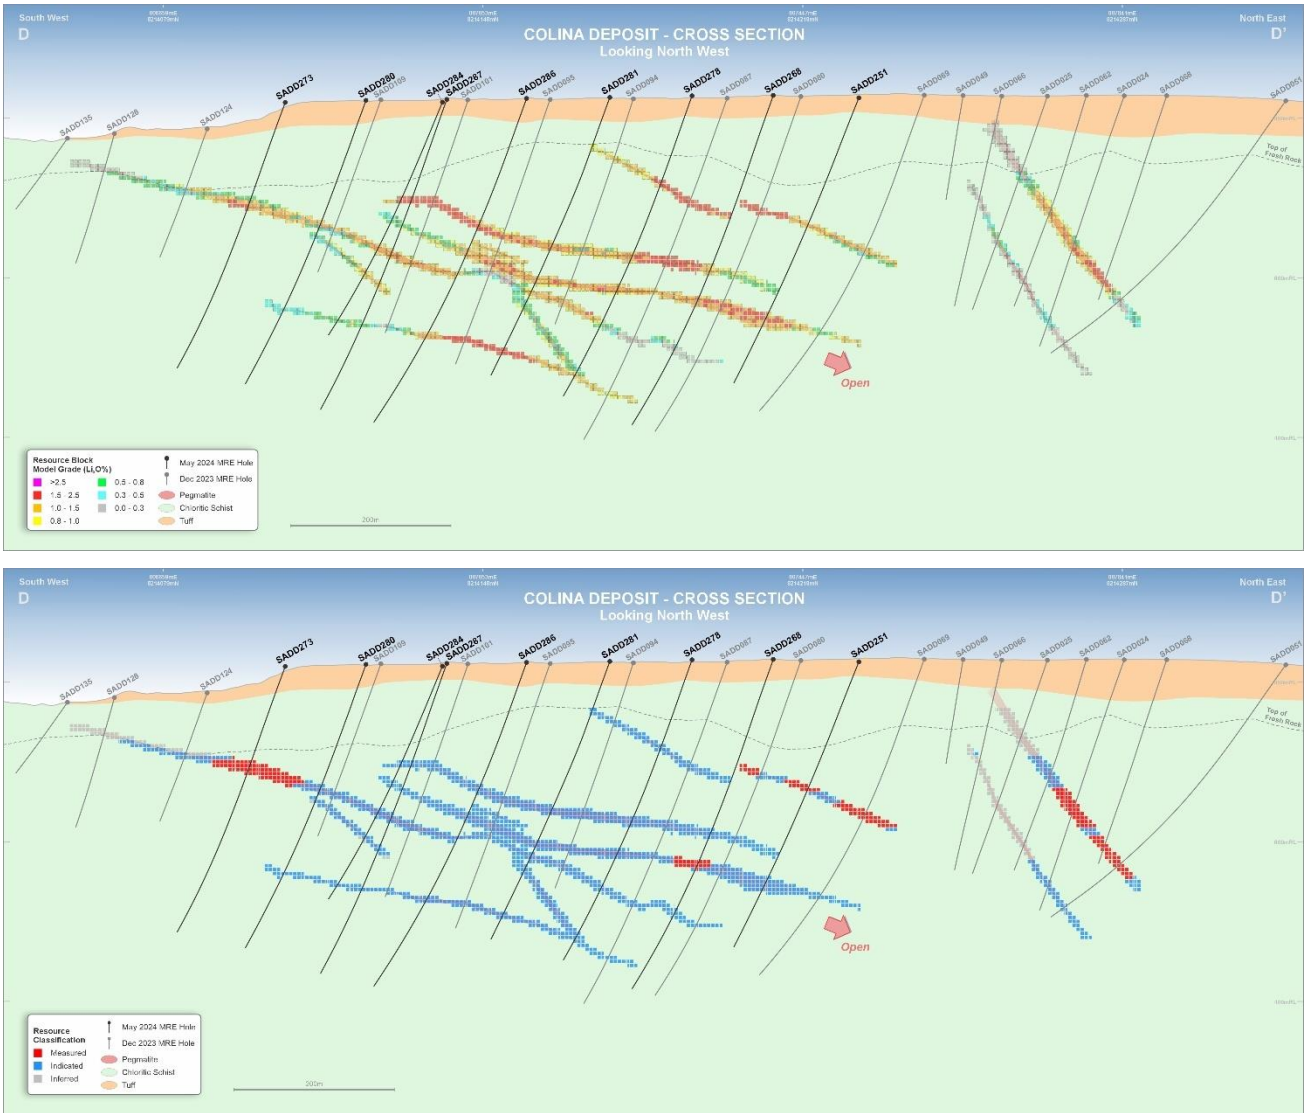 South West
North East
D
COLINA DEPOSIT - CROSS SECTION
D'
Looking North West
SADD135
SADD128
SADD124
SADD273
SADD280
SADD109
SADD284
SADD287
SADD101
SADD286
SADD095
SADD281
SADD094
SADD278
SADD087
SADD268
SADD080
SADD251
SADD069
SADD049
SADD066
SADD025
SADD062
SADD024
SADD068
SADD051
Top of
Fresh Rock
Open
Resource Block
Model Grade (Li₂O%)
>2.5
1.5 - 2.5
1.0 - 1.5
0.8 - 1.0
0.5 - 0.8
0.3 - 0.5
0.0 - 0.3
May 2024 MRE Hole
Dec 2023 MRE Hole
Pegmatite
Chloritic Schist
Tuff
200m
South West
North East
D
COLINA DEPOSIT - CROSS SECTION
D'
Looking North West
SADD135
SADD128
SADD124
SADD273
SADD280
SADD109
SADD284
SADD287
SADD101
SADD286
SADD095
SADD281
SADD094
SADD278
SADD087
SADD268
SADD080
SADD251
SADD069
SADD049
SADD066
SADD025
SADD062
SADD024
SADD068
SADD051
Top of
Fresh Rock
Open
Resource
Classification
Measured
Indicated
Inferred
May 2024 MRE Hole
Dec 2023 MRE Hole
Pegmatite
Chloritic Schist
Tuff
200m